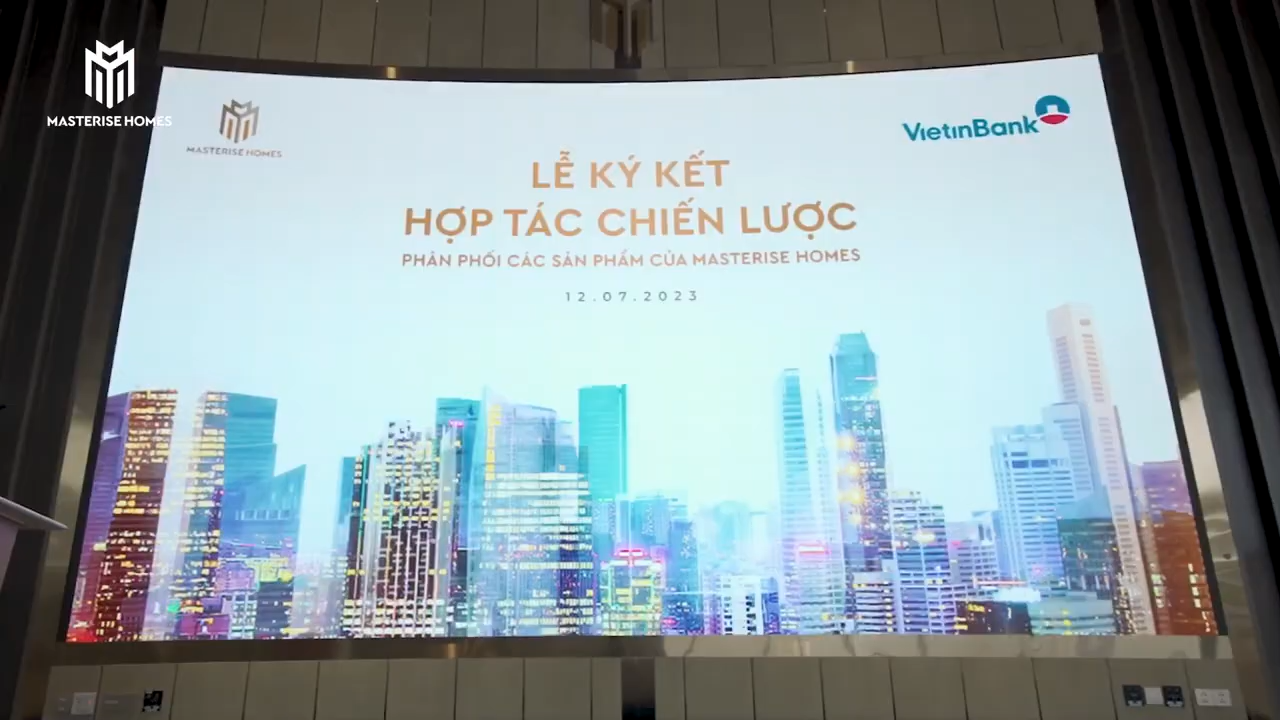 MASTERISE HOMES
MASTERISE HOMES
VietinBank
LỄ KÝ KẾT
HỢP TÁC CHIẾN LƯỢC
PHÂN PHỐI CÁC SẢN PHẨM CỦA MASTERISE HOMES
12.07.2023